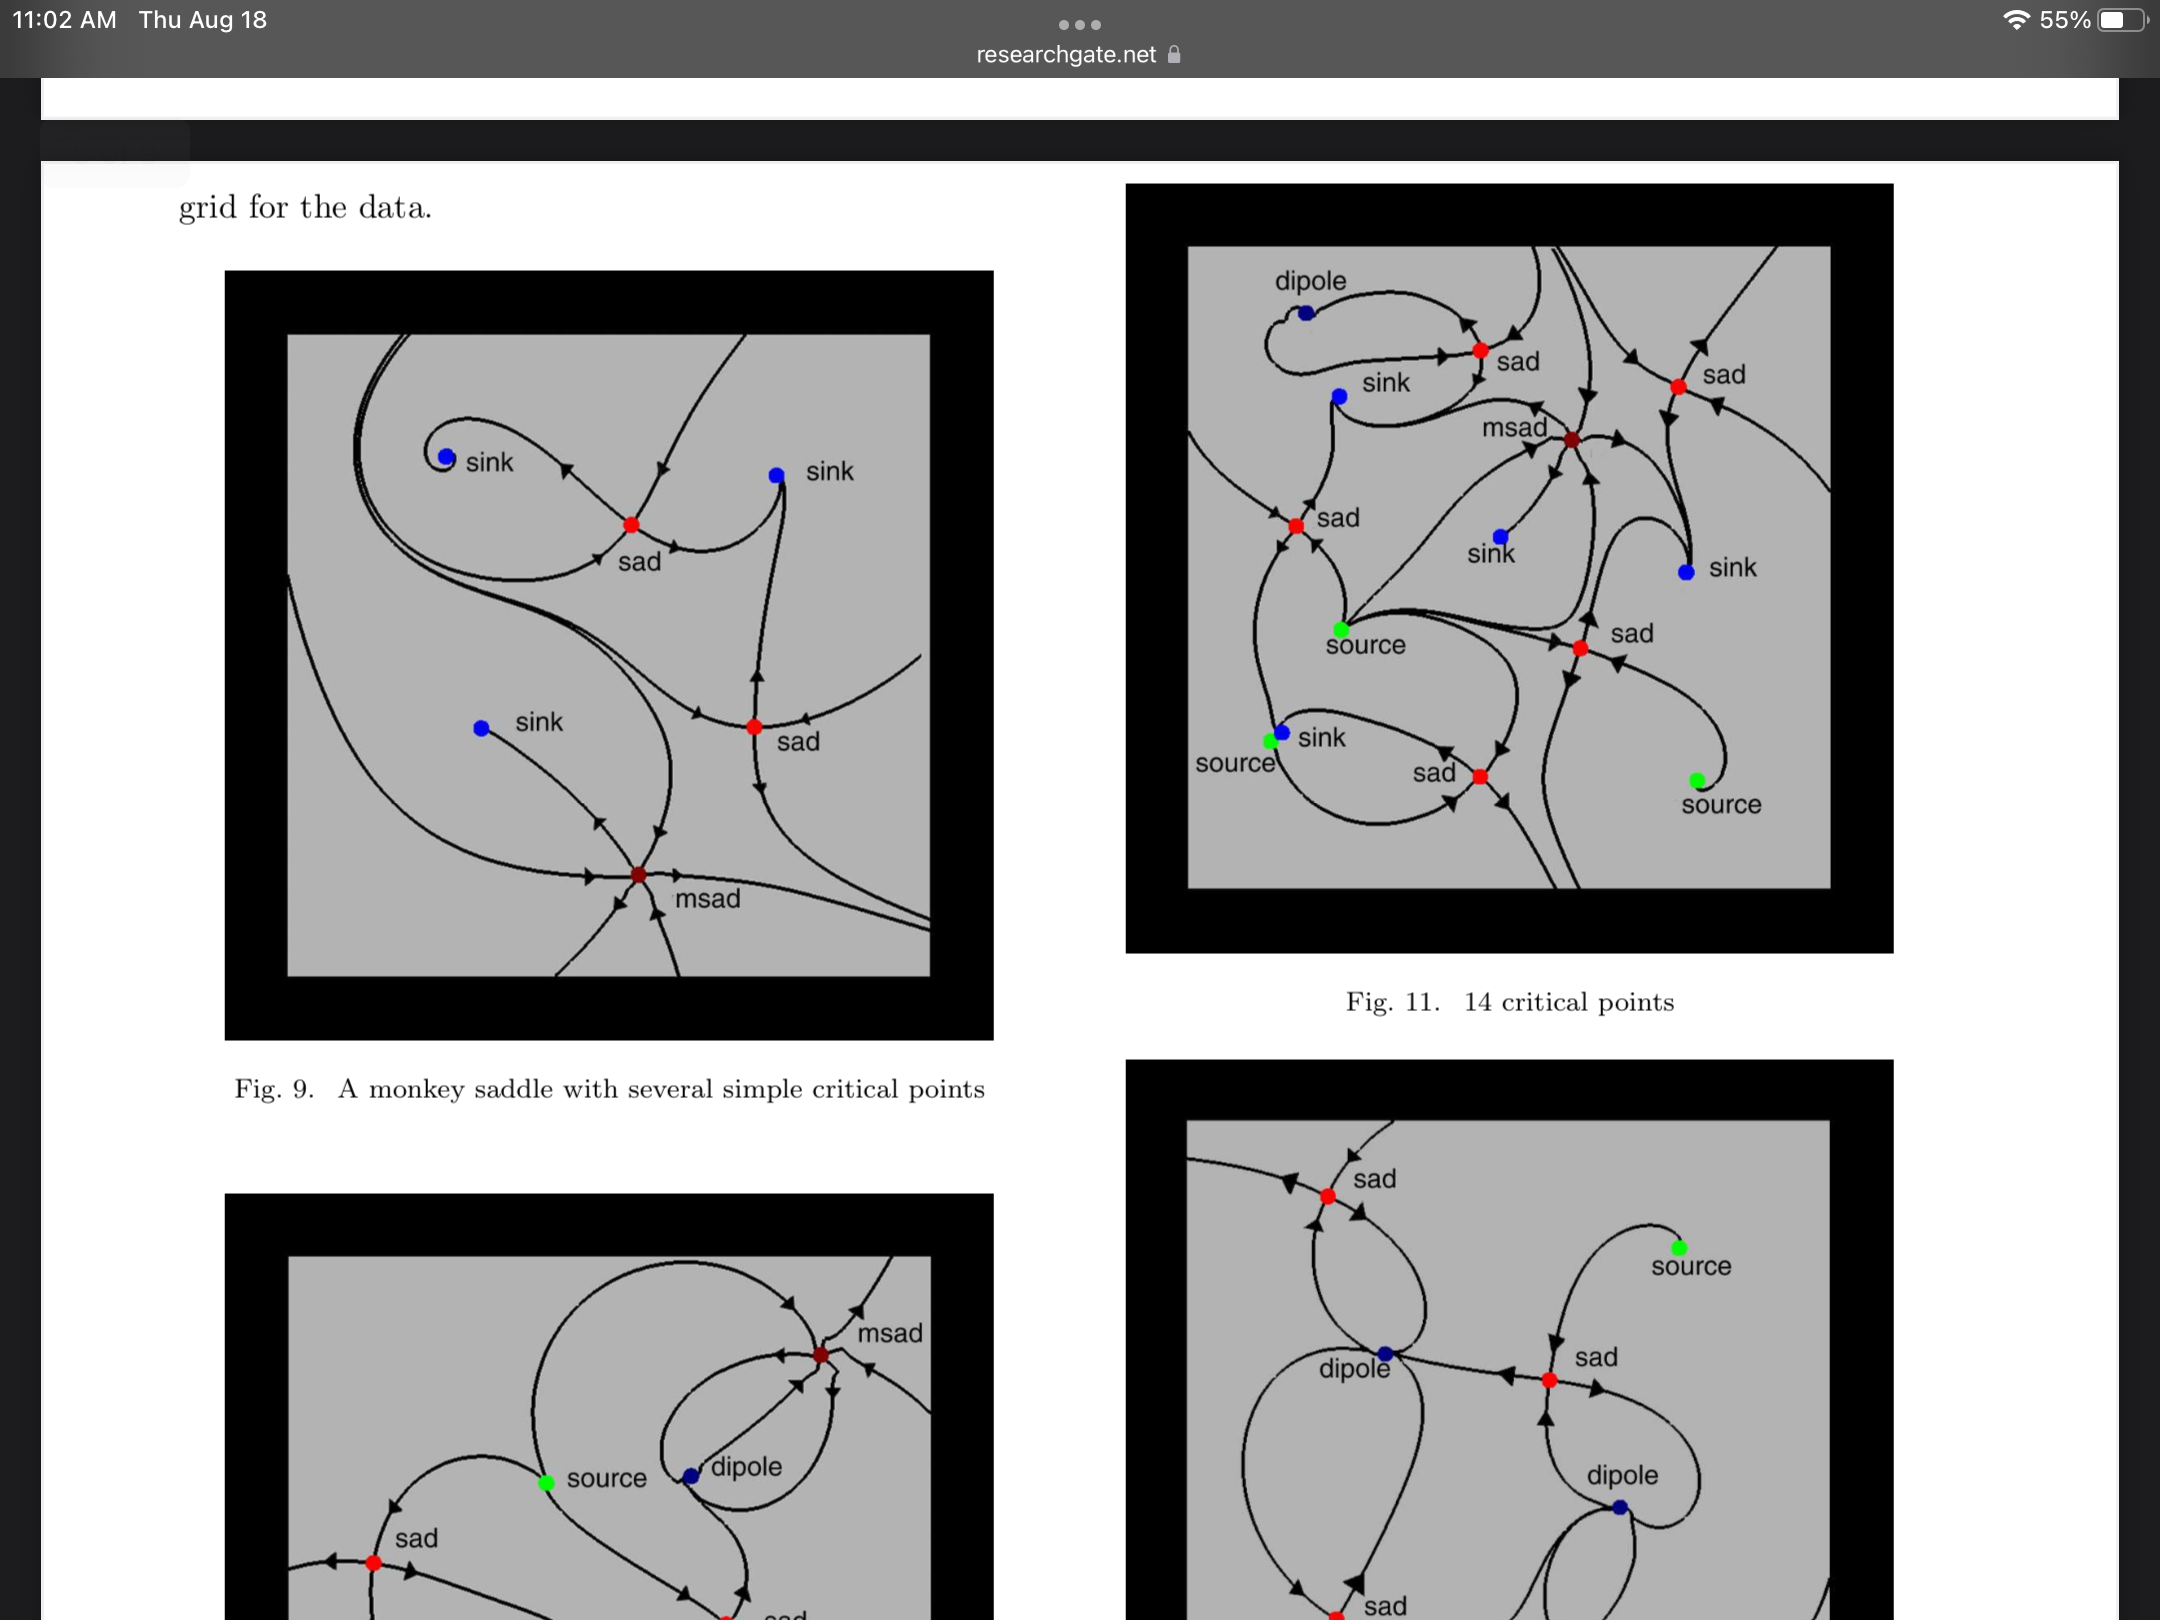 11:02 AM Thu Aug 18
55%
researchgate.net
grid for the data.
sink
sink
sad
sink
sad
msad
Fig. 9. A monkey saddle with several simple critical points
msad
source
dipole
sad
sad
dipole
sad
sink
sad
msad
sad
sink
sink
source
sad
sink
source
sad
source
Fig. 11. 14 critical points
sad
source
dipole
sad
dipole
sad